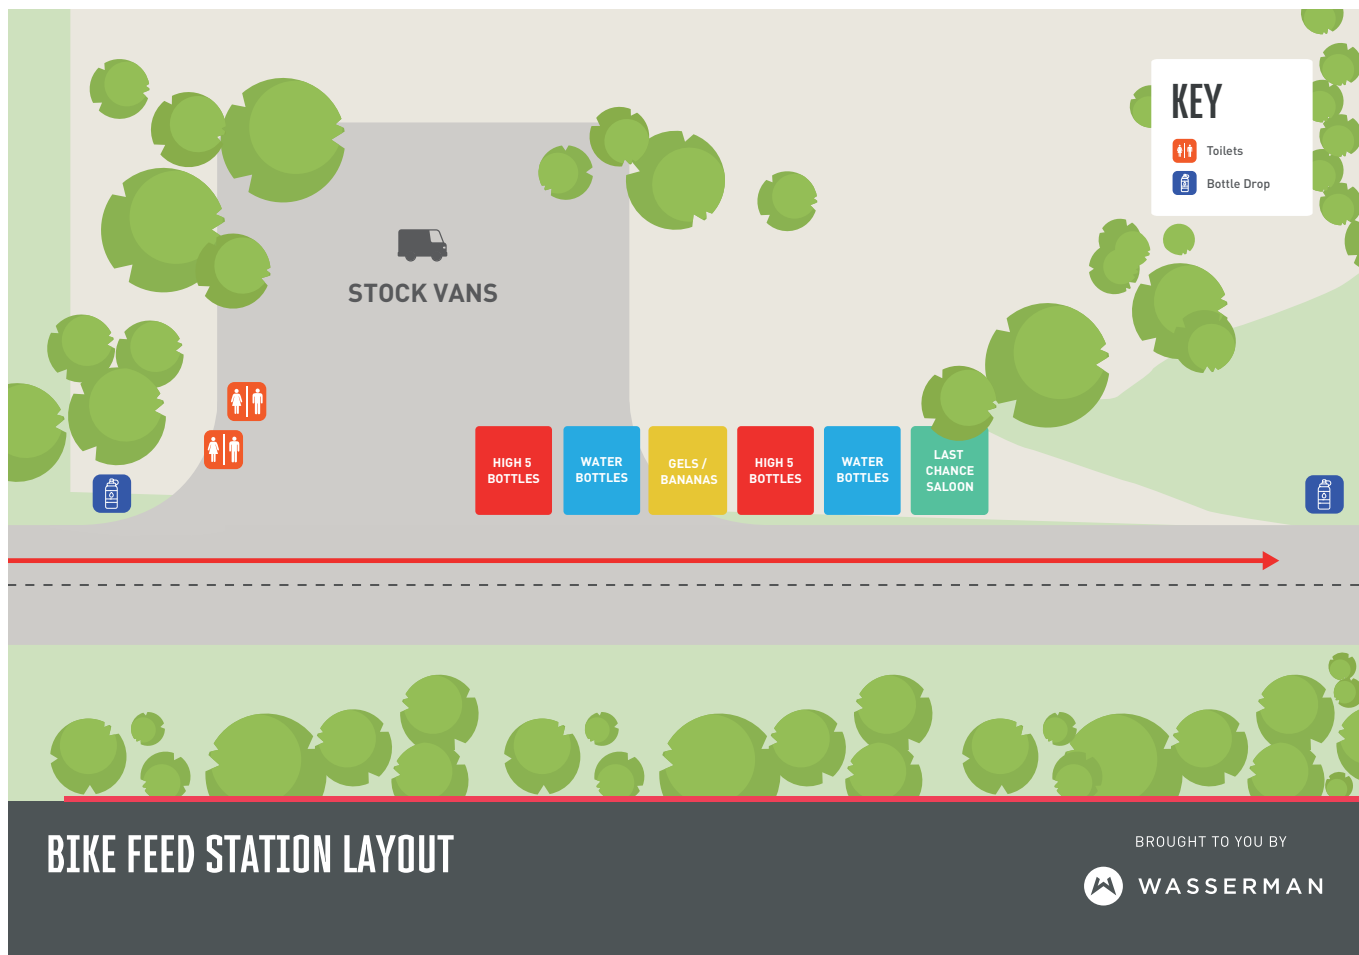 KEY
Toilets
Bottle Drop
STOCK VANS
HIGH 5
BOTTLES
WATER
BOTTLES
GELS /
BANANAS
HIGH 5
BOTTLES
WATER
BOTTLES
LAST
CHANCE
SALOON
BIKE FEED STATION LAYOUT
BROUGHT TO YOU BY
WASSERMAN